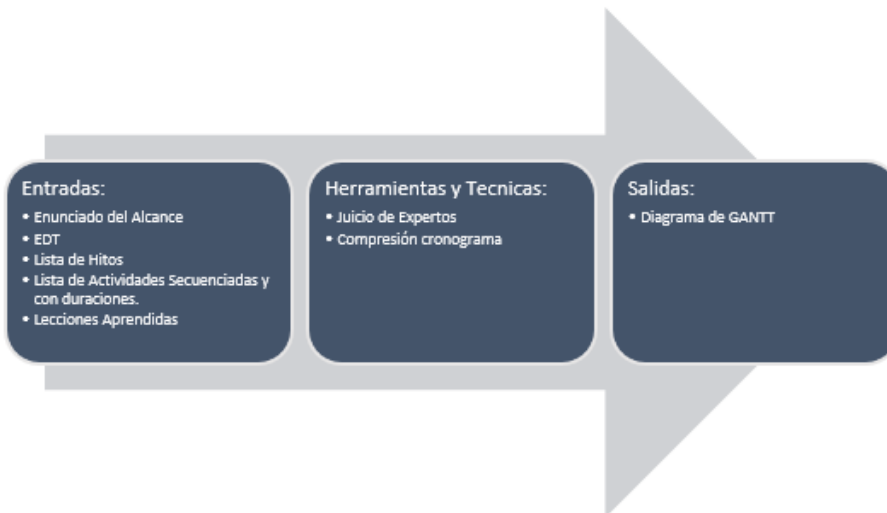 Entradas:
• Enunciado del Alcance
• EDT
• Lista de Hitos
• Lista de Actividades Secuenciadas y
con duraciones.
• Lecciones Aprendidas
Herramientas y Tecnicas:
• Juicio de Expertos
• Compresión cronograma
Salidas:
• Diagrama de GANTT